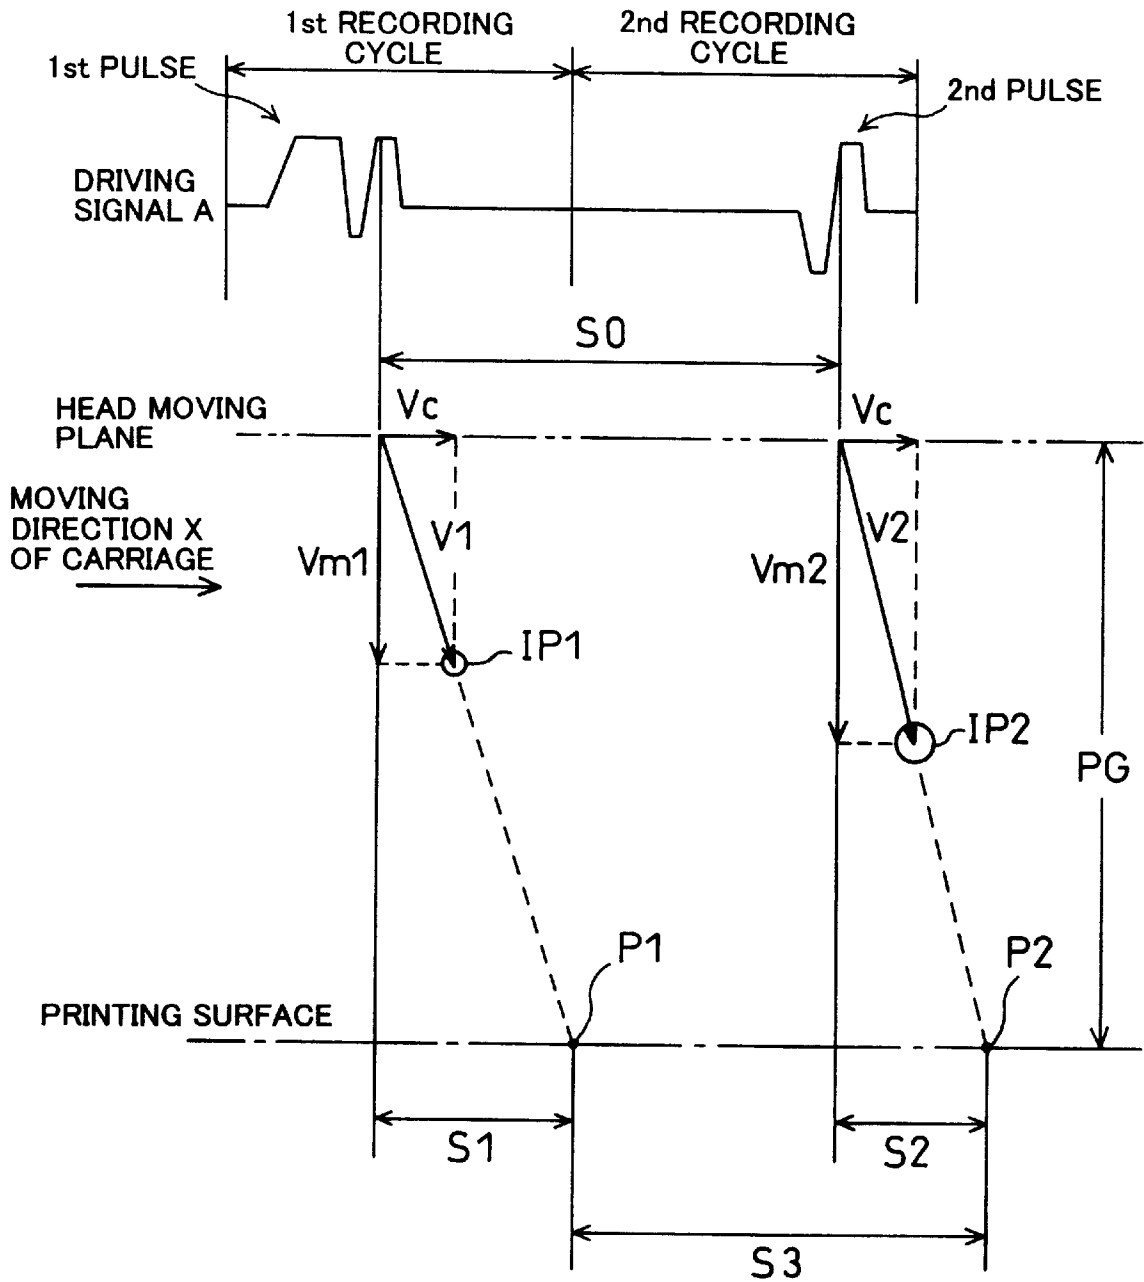 1st RECORDING
CYCLE
2nd RECORDING
CYCLE
1st PULSE
2nd PULSE
DRIVING
SIGNAL A
S0
HEAD MOVING
PLANE
Vc
Vc
MOVING
DIRECTION X
OF CARRIAGE
Vm1
V1
Vm2
V2
IP1
IP2
PG
P1
P2
PRINTING SURFACE
S1
S2
S3